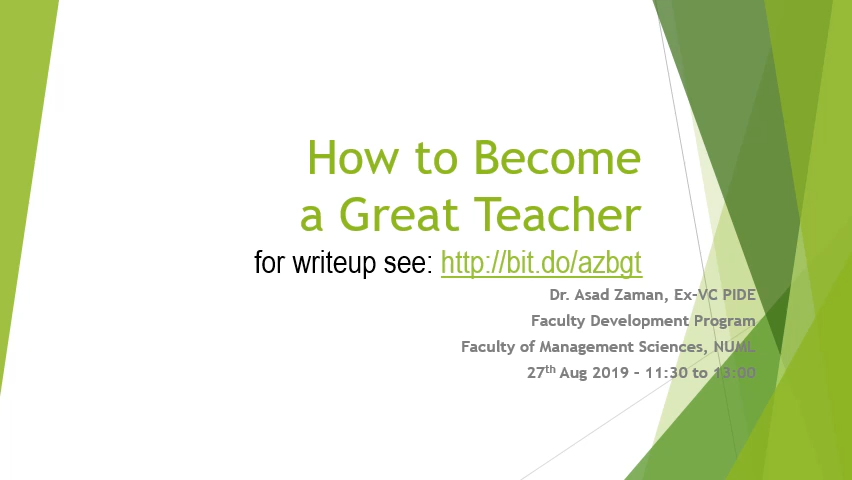 How to Become
a Great Teacher
for writeup see: http://bit.do/azbgt
Dr. Asad Zaman, Ex-VC PIDE
Faculty Development Program
Faculty of Management Sciences, NUML
27th Aug 2019 – 11:30 to 13:00